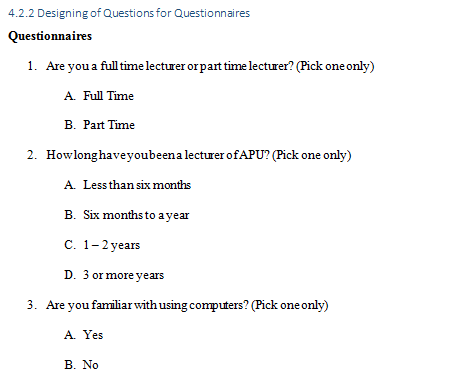 4.2.2 Designing of Questions for Questionnaires
Questionnaires
1. Are you a full time lecturer or part time lecturer? (Pick one only)
A. Full Time
B. Part Time
2. How long have you been a lecturer of APU? (Pick one only)
A. Less than six months
B. Six months to a year
C. 1 – 2 years
D. 3 or more years
3. Are you familiar with using computers? (Pick one only)
A. Yes
B. No